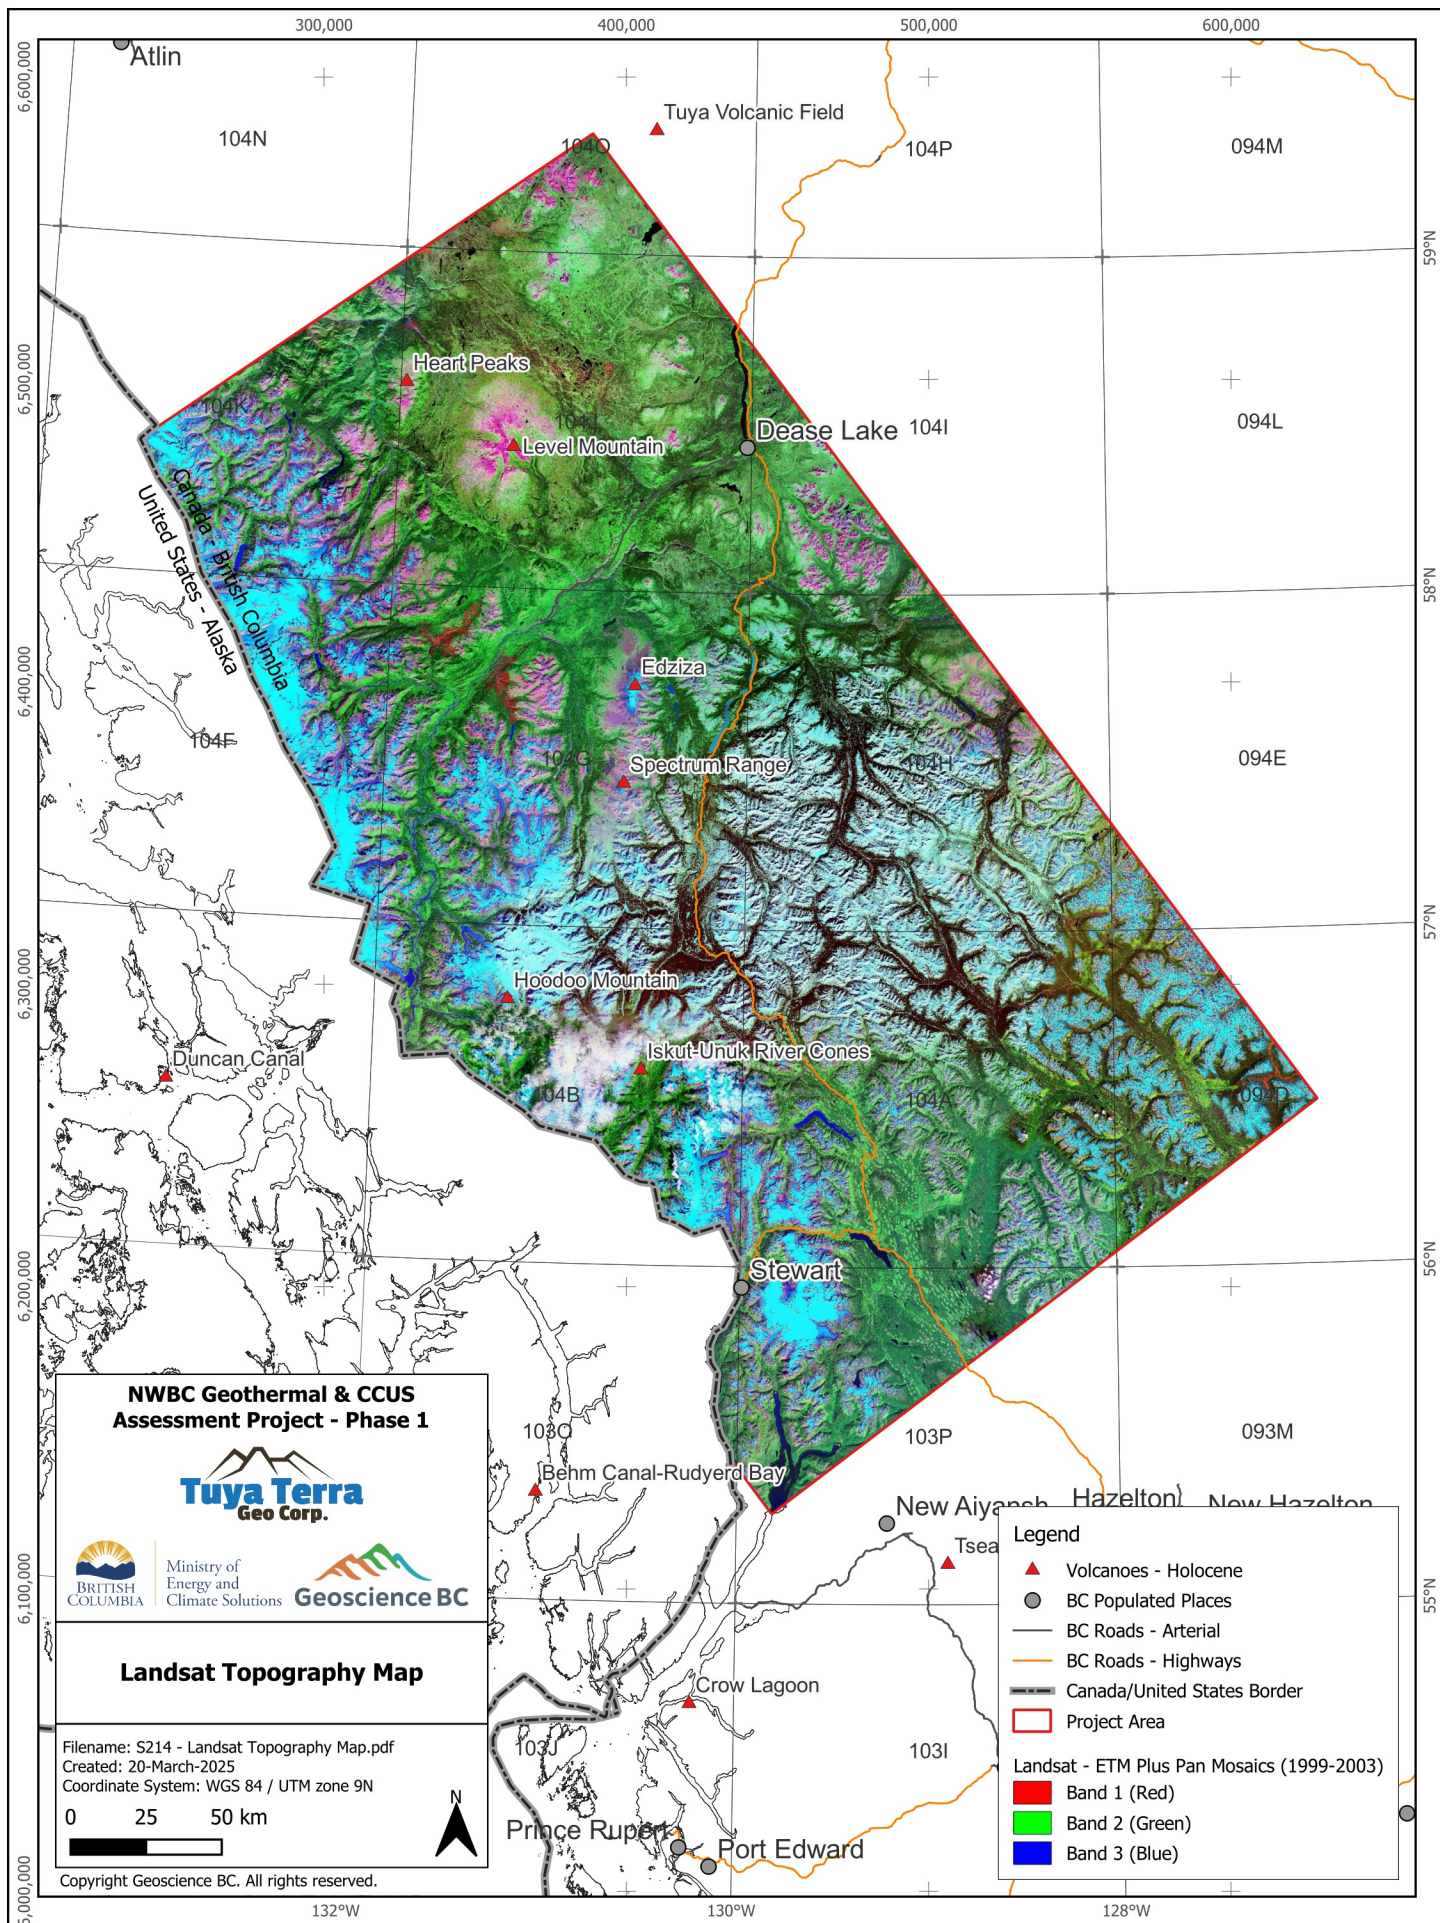 300,000
400,000
500,000
600,000
6,600,000
6,500,000
6,400,000
6,300,000
6,200,000
6,100,000
59°N
58°N
57°N
56°N
55°N
132°W
130°W
128°W
Atlin
Tuya Volcanic Field
104N
104O
104P
094M
Heart Peaks
104K
104J
Level Mountain
Dease Lake
104I
094L
Canada - British Columbia
United States - Alaska
Edziza
104F
104G
Spectrum Range
104H
094E
Hoodoo Mountain
Duncan Canal
Iskut-Unuk River Cones
104B
104A
094D
Stewart
103O
103P
093M
Behm Canal-Rudyerd Bay
New Aiyansh
Hazelton
New Hazelton
Tsea
Crow Lagoon
103J
103I
Prince Rupert
Port Edward
NWBC Geothermal & CCUS
Assessment Project - Phase 1
Tuya Terra
Geo Corp.
BRITISH
COLUMBIA
Ministry of
Energy and
Climate Solutions
Geoscience BC
Landsat Topography Map
Filename: S214 - Landsat Topography Map.pdf
Created: 20-March-2025
Coordinate System: WGS 84 / UTM zone 9N
0 25 50 km
N
Copyright Geoscience BC. All rights reserved.
Legend
Volcanoes - Holocene
BC Populated Places
BC Roads - Arterial
BC Roads - Highways
Canada/United States Border
Project Area
Landsat - ETM Plus Pan Mosaics (1999-2003)
Band 1 (Red)
Band 2 (Green)
Band 3 (Blue)